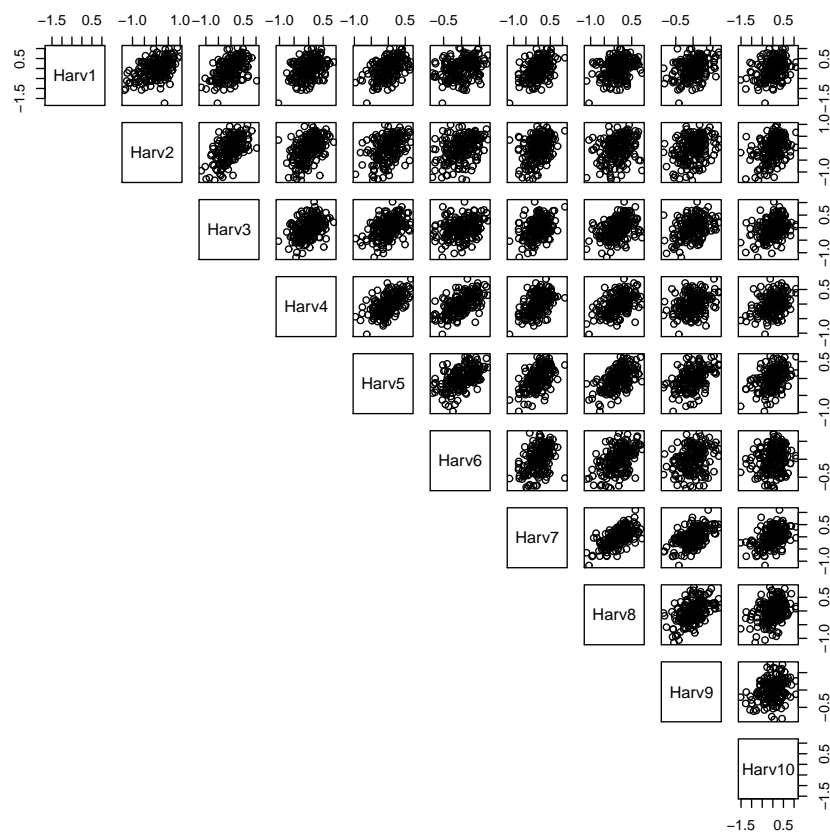 −1.5 0.5 −1.0 1.0 −1.0 0.5 −1.0 0.5 −1.0 0.5 −0.5 −1.0 0.5 −1.0 0.5 −0.5 −1.5 0.5
Harv1 −1.5 0.5 −1.5 0.5
Harv2 −1.0 1.0
Harv3 −1.0 0.5
Harv4 −1.0 0.5
Harv5 −1.0 0.5
Harv6 −0.5
Harv7 −1.0 0.5
Harv8 −1.0 0.5
Harv9 −0.5
Harv10 −1.5 0.5
−1.5 0.5